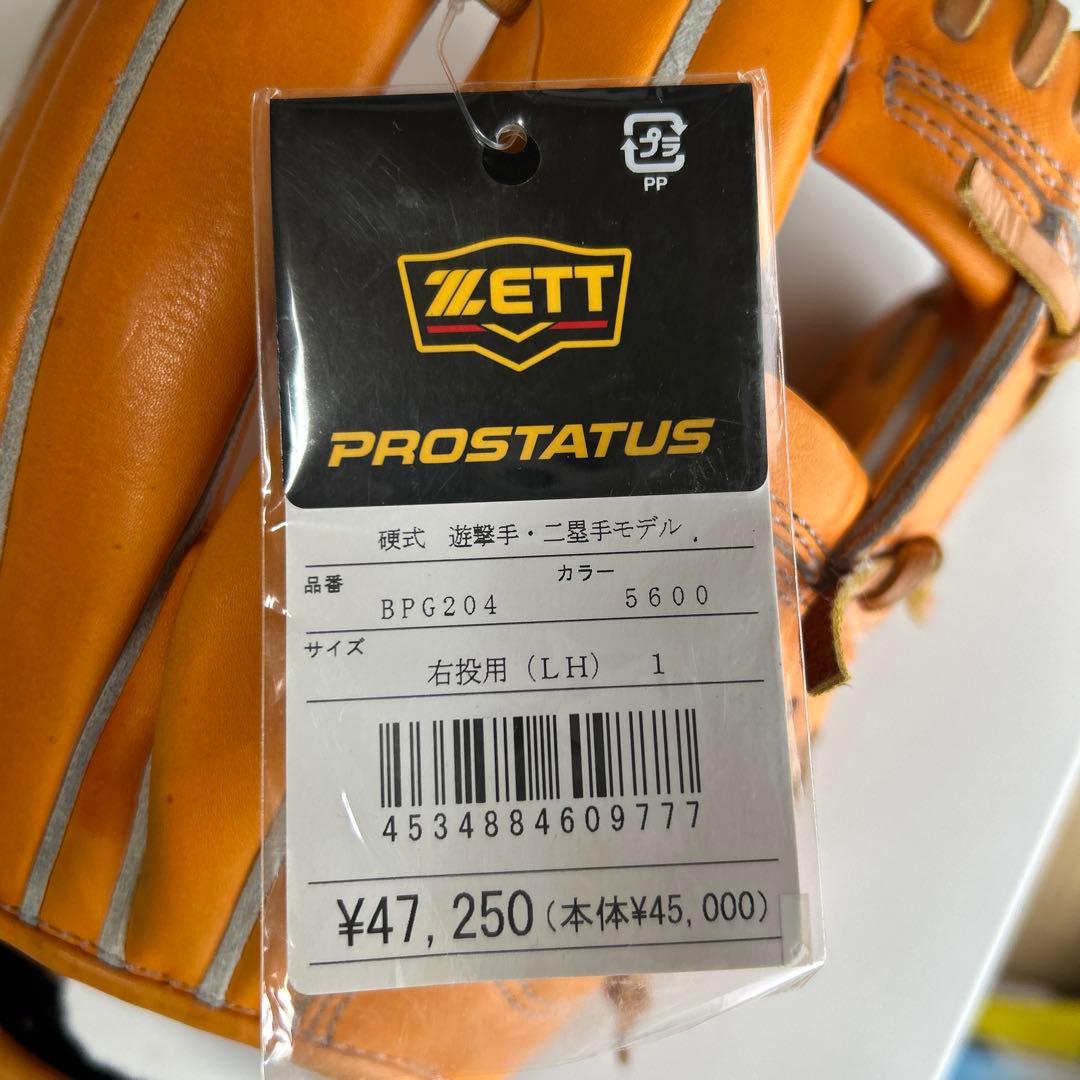 プラ
PP
ZETT
PROSTATUS
硬式 遊撃手・二塁手モデル
品番 BPG204 カラー 5600
サイズ 右投用(LH) 1
4534884609777
¥47,250(本体¥45,000)